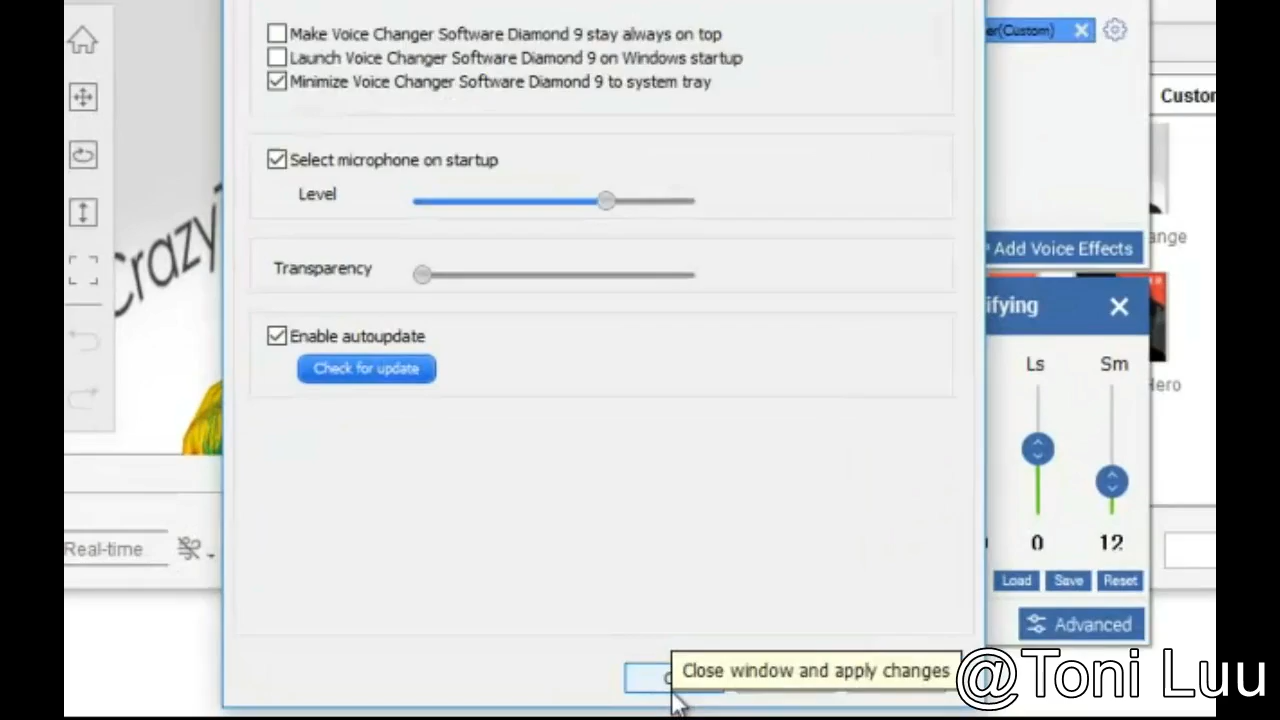 Make Voice Changer Software Diamond 9 stay always on top
Launch Voice Changer Software Diamond 9 on Windows startup
Minimize Voice Changer Software Diamond 9 to system tray
Select microphone on startup
Level
Transparency
Enable autoupdate
Check for update
Close window and apply changes
(Custom)
Add Voice Effects
Ls
Sm
0
12
Load
Save
Reset
Advanced
Real-time
@Toni Luu